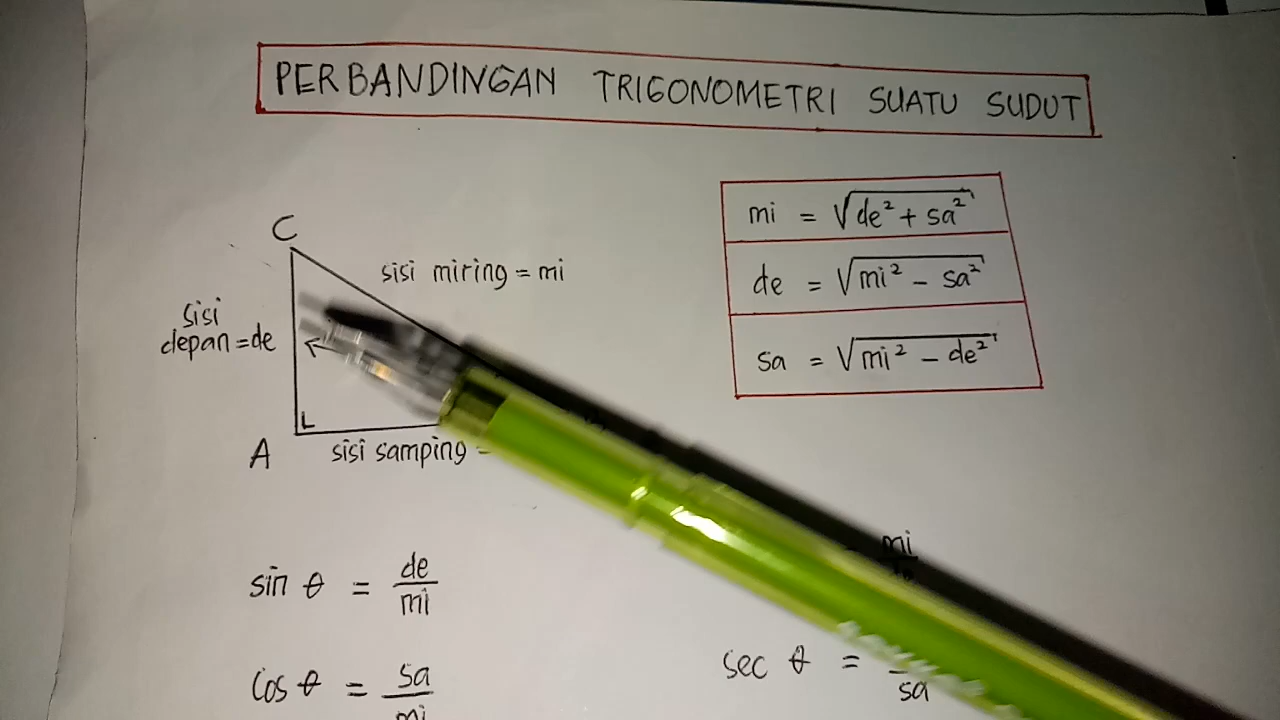 PERBANDINGAN TRIGONOMETRI SUATU SUDUT
mi = √de² + sa²
de = √mi² - sa²
sa = √mi² - de²
C
sisi miring = mi
sisi
depan = de
A
sisi samping =
sin θ = de/mi
cos θ = sa/mi
mi
sec θ = /sa